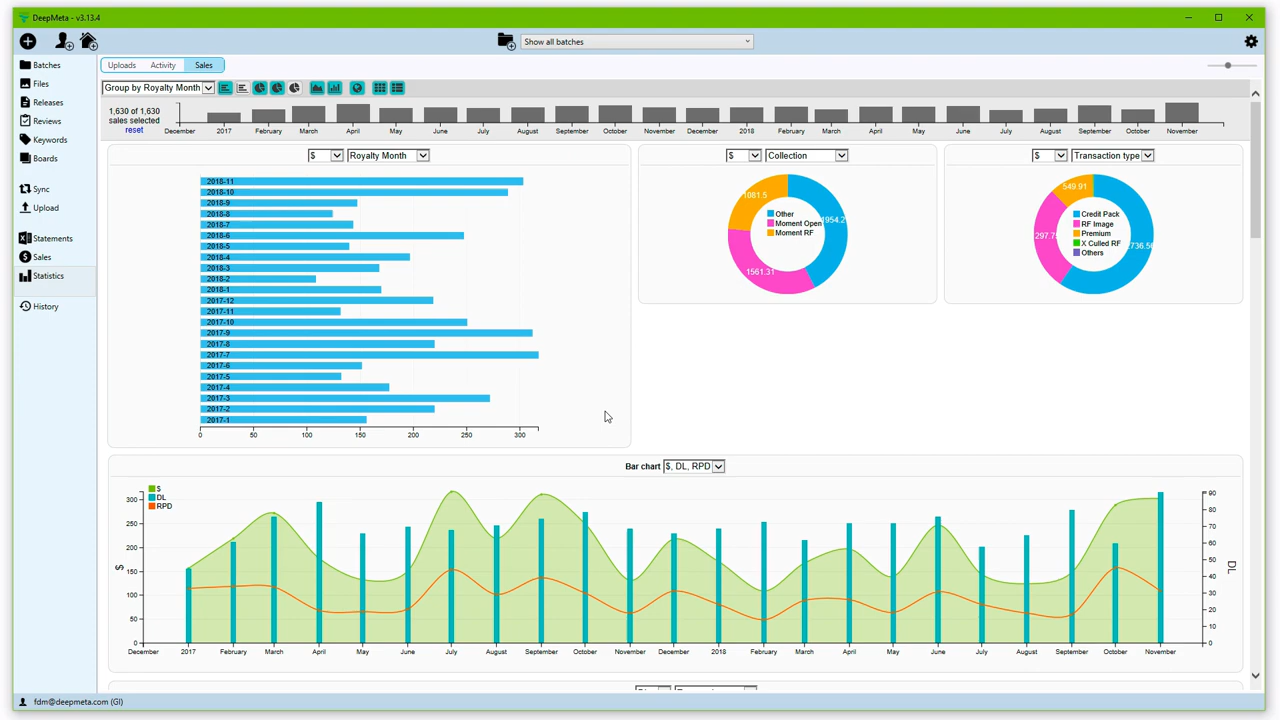 DeepMeta - v3.13.4
Show all batches
Batches
Files
Releases
Reviews
Keywords
Boards
Sync
Upload
Statements
Sales
Statistics
History
Uploads Activity Sales
Group by Royalty Month
1,630 of 1,630
sales selected
reset
December 2017 February March April May June July August September October November December 2018 February March April May June July August September October November
$ Royalty Month
2018-11
2018-10
2018-9
2018-8
2018-7
2018-6
2018-5
2018-4
2018-3
2018-2
2018-1
2017-12
2017-11
2017-10
2017-9
2017-8
2017-7
2017-6
2017-5
2017-4
2017-3
2017-2
2017-1
0 50 100 150 200 250 300
$ Collection
1081.5
1561.31
Other
Moment Open
Moment RF
$ Transaction type
549.91
Credit Pack
RF Image
Premium
X Culled RF
Others
Bar chart $, DL, RPD
$
DL
RPD
300
250
200
150
100
50
0
$
90
80
70
60
50
40
30
20
10
0
DL
December 2017 February March April May June July August September October November December 2018 February March April May June July August September October November
fdm@deepmeta.com (GI)